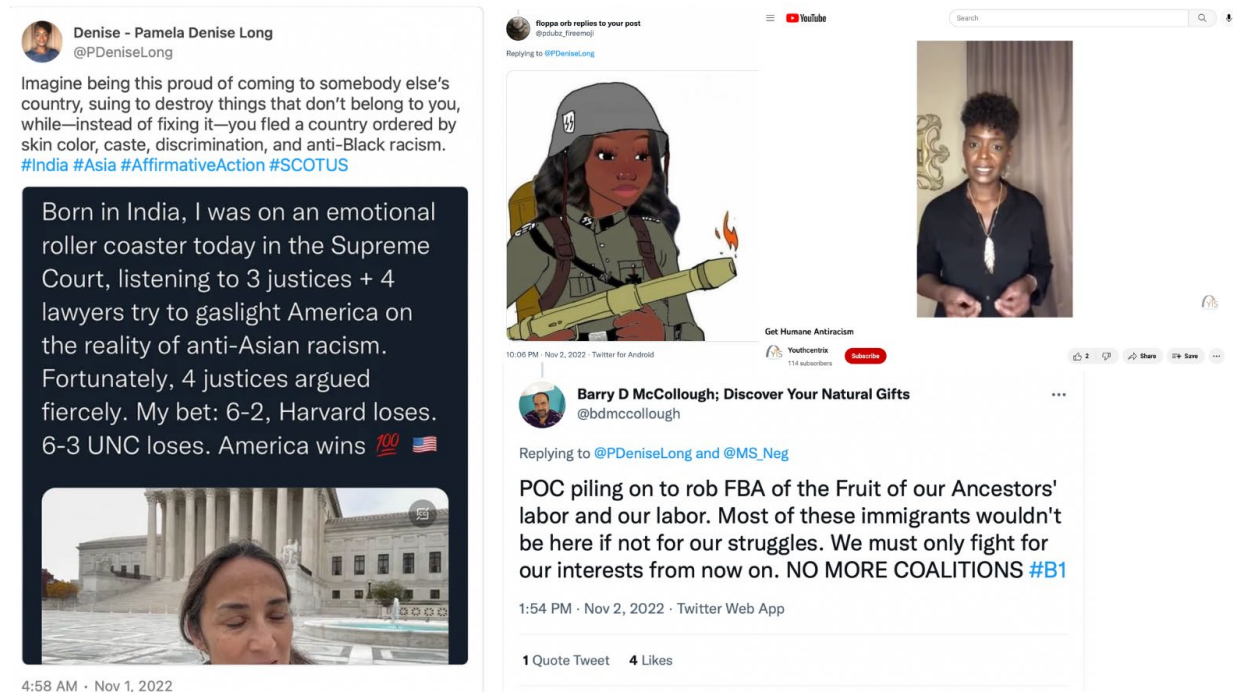 Denise - Pamela Denise Long
@PDeniseLong
Imagine being this proud of coming to somebody else's
country, suing to destroy things that don't belong to you,
while—instead of fixing it—you fled a country ordered by
skin color, caste, discrimination, and anti-Black racism.
#India #Asia #AffirmativeAction #SCOTUS
Born in India, I was on an emotional
roller coaster today in the Supreme
Court, listening to 3 justices + 4
lawyers try to gaslight America on
the reality of anti-Asian racism.
Fortunately, 4 justices argued
fiercely. My bet: 6-2, Harvard loses.
6-3 UNC loses. America wins 💯 🇺🇸
4:58 AM · Nov 1, 2022
floppa orb replies to your post
@pdubz_fireemoji
Replying to @PDeniseLong
10:06 PM · Nov 2, 2022 · Twitter for Android
YouTube
Search
YIS
Get Humane Antiracism
YIS
Youthcentrix
114 subscribers
Subscribe
2
Share
Save
Barry D McCollough; Discover Your Natural Gifts
@bdmccollough
Replying to @PDeniseLong and @MS_Neg
POC piling on to rob FBA of the Fruit of our Ancestors'
labor and our labor. Most of these immigrants wouldn't
be here if not for our struggles. We must only fight for
our interests from now on. NO MORE COALITIONS #B1
1:54 PM · Nov 2, 2022 · Twitter Web App
1 Quote Tweet 4 Likes